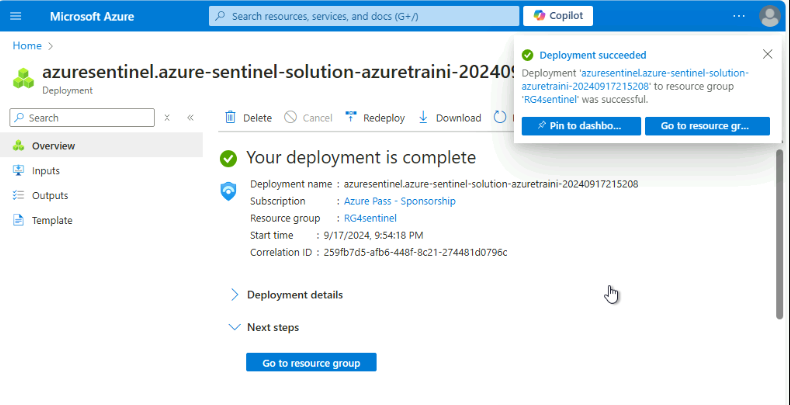 Microsoft Azure
Search resources, services, and docs (G+/)
Copilot
Home
azuresentinel.azure-sentinel-solution-azuretraini-202409
Deployment
Deployment succeeded
Deployment 'azuresentinel.azure-sentinel-solution-
azuretraini-20240917215208' to resource group
'RG4sentinel' was successful.
Pin to dashbo...
Go to resource gr...
Search
Delete
Cancel
Redeploy
Download
Overview
Inputs
Outputs
Template
Your deployment is complete
Deployment name : azuresentinel.azure-sentinel-solution-azuretraini-20240917215208
Subscription : Azure Pass - Sponsorship
Resource group : RG4sentinel
Start time : 9/17/2024, 9:54:18 PM
Correlation ID : 259fb7d5-afb6-448f-8c21-274481d0796c
Deployment details
Next steps
Go to resource group